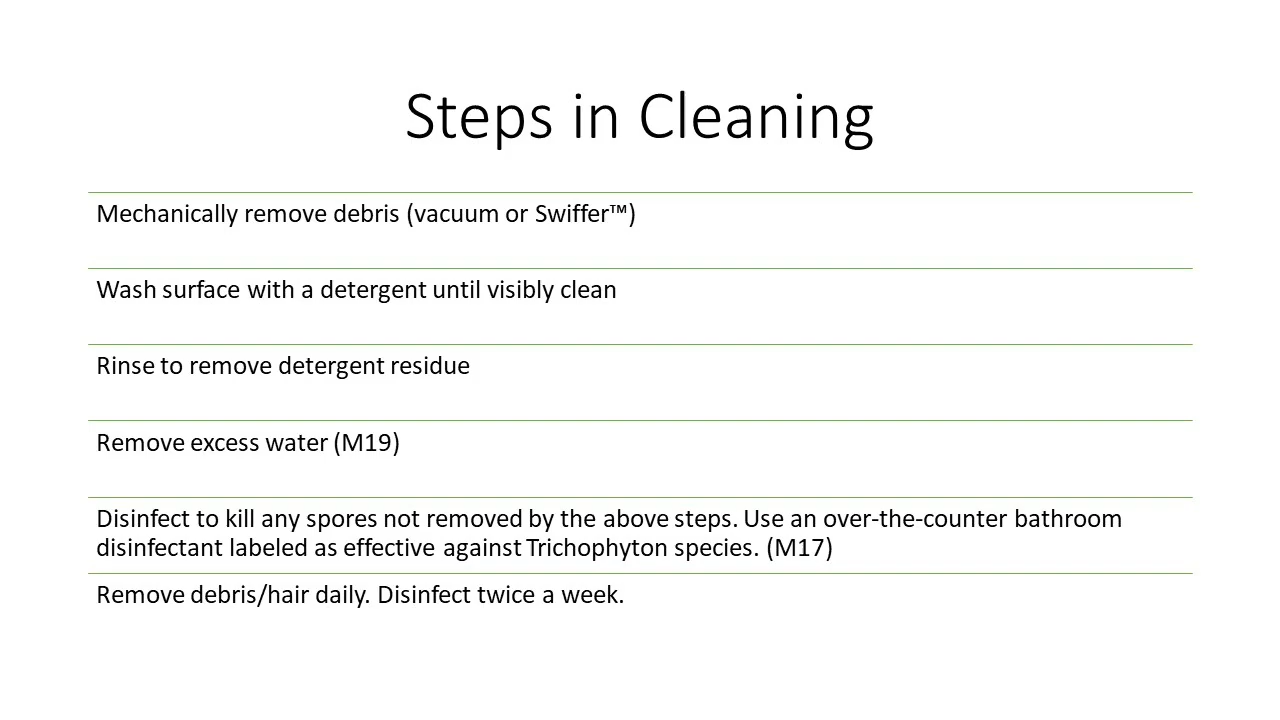 Steps in Cleaning
Mechanically remove debris (vacuum or Swiffer™)
Wash surface with a detergent until visibly clean
Rinse to remove detergent residue
Remove excess water (M19)
Disinfect to kill any spores not removed by the above steps. Use an over-the-counter bathroom
disinfectant labeled as effective against Trichophyton species. (M17)
Remove debris/hair daily. Disinfect twice a week.